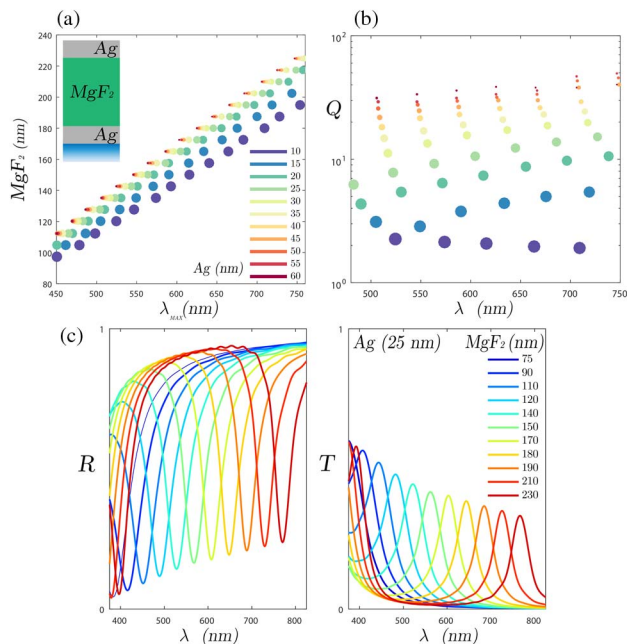 (a)
240
220
200
180
160
140
120
100
80
MgF₂ (nm)
Ag
MgF₂
Ag
10
15
20
25
30
35
40
45
50
55
60
Ag (nm)
450 500 550 600 650 700 750
λMAX (nm)
(b)
10²
10¹
10⁰
Q
500 550 600 650 700 750
λ (nm)
(c)
1
R
0
400 500 600 700 800
λ (nm)
1
T
0
Ag (25 nm) MgF₂ (nm)
75
90
110
120
140
150
170
180
190
210
230
400 500 600 700 800
λ (nm)